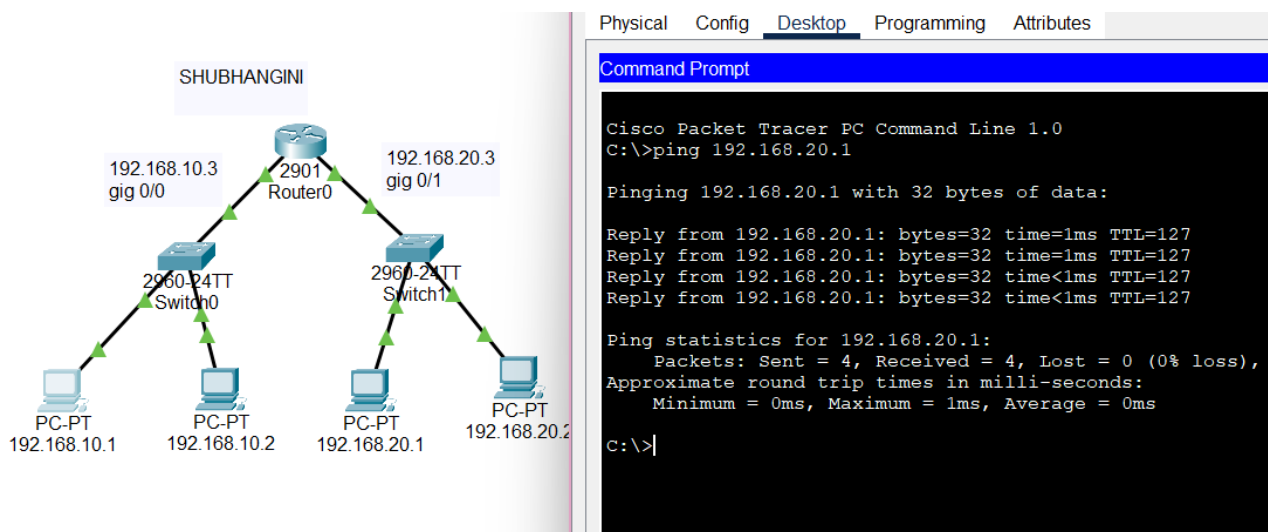 SHUBHANGINI
192.168.10.3
gig 0/0
2901
Router0
192.168.20.3
gig 0/1
2960-24TT
Switch0
2960-24TT
Switch1
PC-PT
192.168.10.1
PC-PT
192.168.10.2
PC-PT
192.168.20.1
PC-PT
192.168.20.2
Physical Config Desktop Programming Attributes
Command Prompt
Cisco Packet Tracer PC Command Line 1.0
C:\>ping 192.168.20.1
Pinging 192.168.20.1 with 32 bytes of data:
Reply from 192.168.20.1: bytes=32 time=1ms TTL=127
Reply from 192.168.20.1: bytes=32 time=1ms TTL=127
Reply from 192.168.20.1: bytes=32 time<1ms TTL=127
Reply from 192.168.20.1: bytes=32 time<1ms TTL=127
Ping statistics for 192.168.20.1:
Packets: Sent = 4, Received = 4, Lost = 0 (0% loss),
Approximate round trip times in milli-seconds:
Minimum = 0ms, Maximum = 1ms, Average = 0ms
C:\>